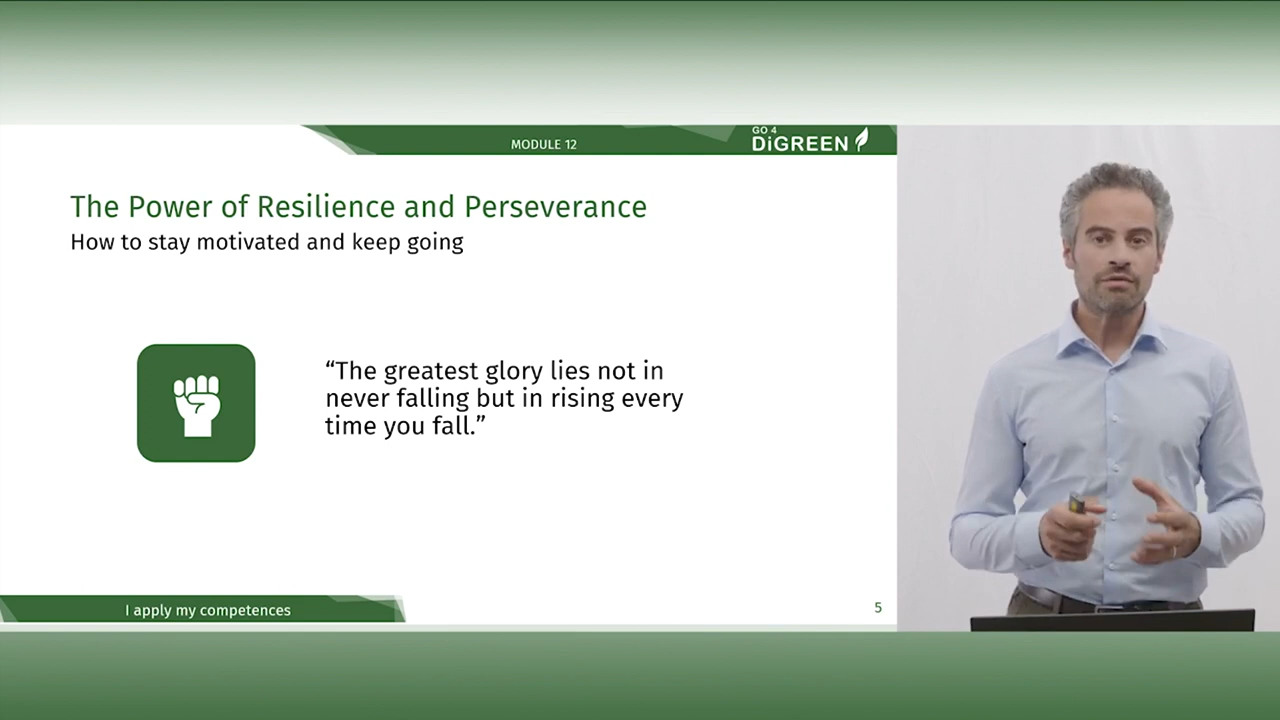 MODULE 12
GO 4
DiGREEN
The Power of Resilience and Perseverance
How to stay motivated and keep going
“The greatest glory lies not in
never falling but in rising every
time you fall.”
I apply my competences
5